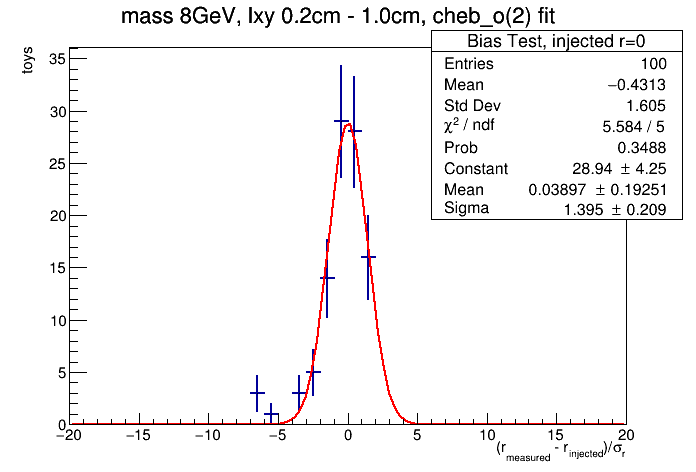 mass 8GeV, lxy 0.2cm - 1.0cm, cheb_o(2) fit
Bias Test, injected r=0
Entries 100
Mean −0.4313
Std Dev 1.605
χ² / ndf 5.584 / 5
Prob 0.3488
Constant 28.94 ± 4.25
Mean 0.03897 ± 0.19251
Sigma 1.395 ± 0.209
toys
35
30
25
20
15
10
5
0
−20 −15 −10 −5 0 5 10 15 20
(r_measured - r_injected)/σ_r